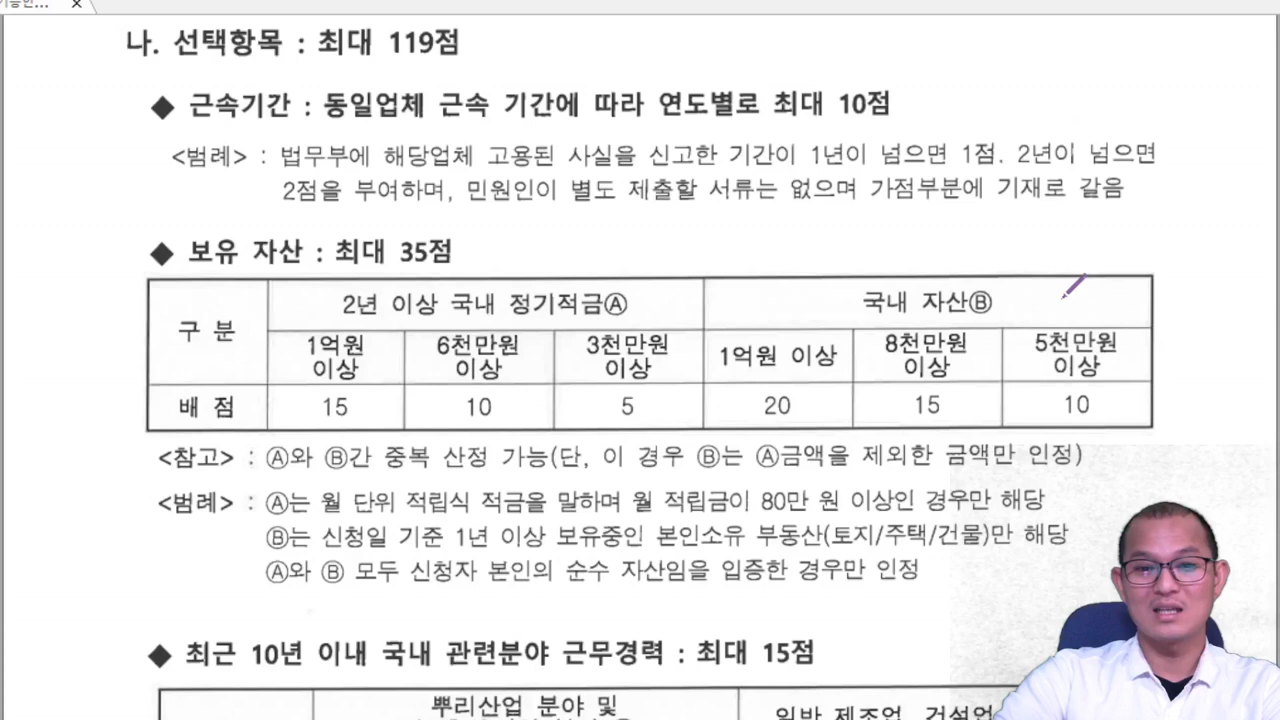 나. 선택항목 : 최대 119점
◆ 근속기간 : 동일업체 근속 기간에 따라 연도별로 최대 10점
<범례> : 법무부에 해당업체 고용된 사실을 신고한 기간이 1년이 넘으면 1점. 2년이 넘으면
2점을 부여하며, 민원인이 별도 제출할 서류는 없으며 가점부분에 기재로 갈음
◆ 보유 자산 : 최대 35점
구 분
2년 이상 국내 정기적금Ⓐ
국내 자산Ⓑ
1억원 이상
6천만원 이상
3천만원 이상
1억원 이상
8천만원 이상
5천만원 이상
배 점 15 10 5 20 15 10
<참고> : Ⓐ와 Ⓑ간 중복 산정 가능(단, 이 경우 Ⓑ는 Ⓐ금액을 제외한 금액만 인정)
<범례> : Ⓐ는 월 단위 적립식 적금을 말하며 월 적립금이 80만 원 이상인 경우만 해당
Ⓑ는 신청일 기준 1년 이상 보유중인 본인소유 부동산(토지/주택/건물)만 해당
Ⓐ와 Ⓑ 모두 신청자 본인의 순수 자산임을 입증한 경우만 인정
◆ 최근 10년 이내 국내 관련분야 근무경력 : 최대 15점
뿌리산업 분야 및
일반 제조업, 건설업